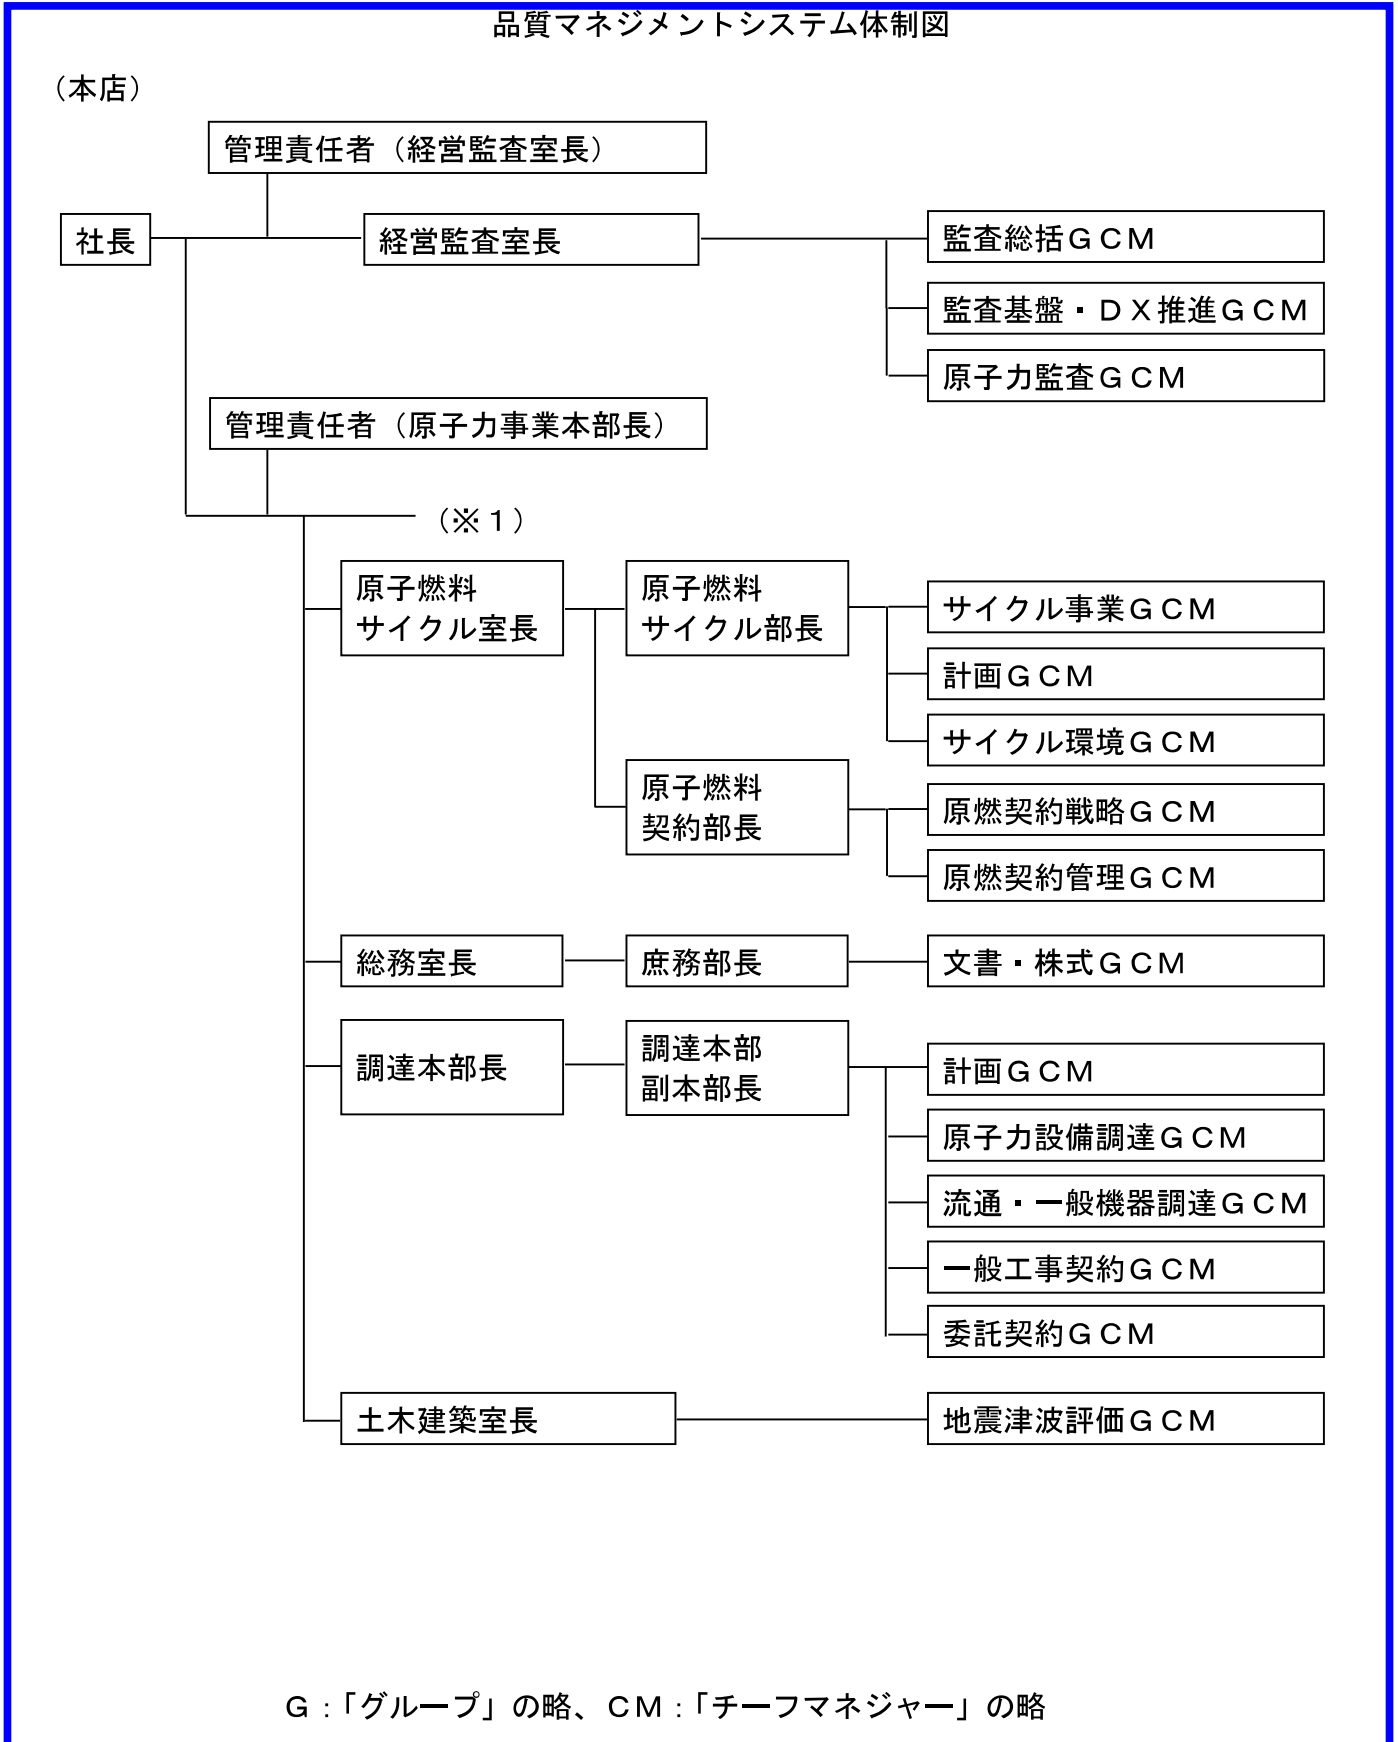 品質マネジメントシステム体制図
（本店）
管理責任者（経営監査室長）
社長
経営監査室長
監査総括ＧＣＭ
監査基盤・ＤＸ推進ＧＣＭ
原子力監査ＧＣＭ
管理責任者（原子力事業本部長）
（※１）
原子燃料
サイクル室長
原子燃料
サイクル部長
サイクル事業ＧＣＭ
計画ＧＣＭ
サイクル環境ＧＣＭ
原子燃料
契約部長
原燃契約戦略ＧＣＭ
原燃契約管理ＧＣＭ
総務室長
庶務部長
文書・株式ＧＣＭ
調達本部長
調達本部
副本部長
計画ＧＣＭ
原子力設備調達ＧＣＭ
流通・一般機器調達ＧＣＭ
一般工事契約ＧＣＭ
委託契約ＧＣＭ
土木建築室長
地震津波評価ＧＣＭ
Ｇ：「グループ」の略、ＣＭ：「チーフマネジャー」の略